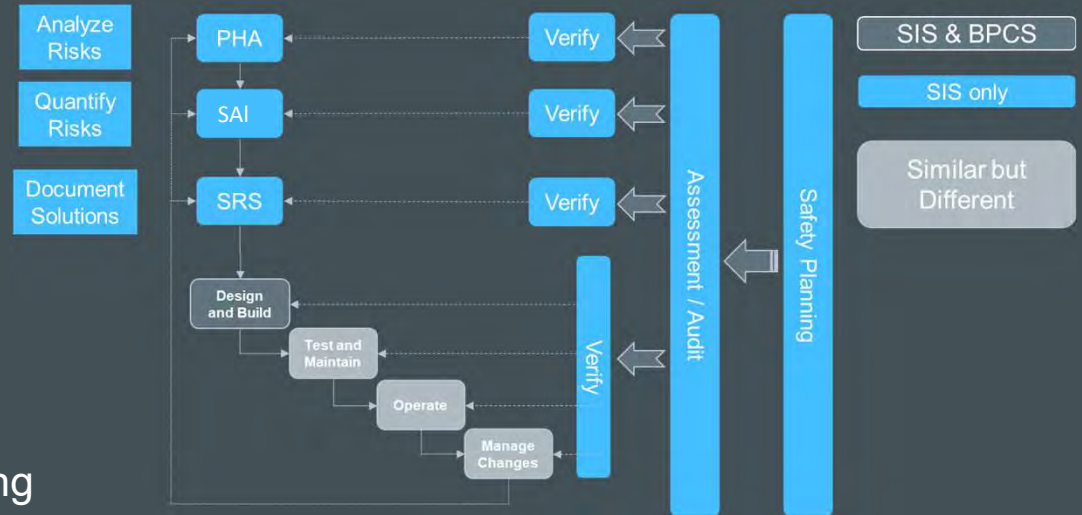 Analyze
Risks
PHA
Verify
SIS & BPCS
Quantify
Risks
SAl
Verify
SIS only
Document
Solutions
SRS
Verify
Similar but
Different
Assessment / Audit
Safety Planning
Design
and Build
Test and
Maintain
Verify
Operate
Manage
Changes
ng